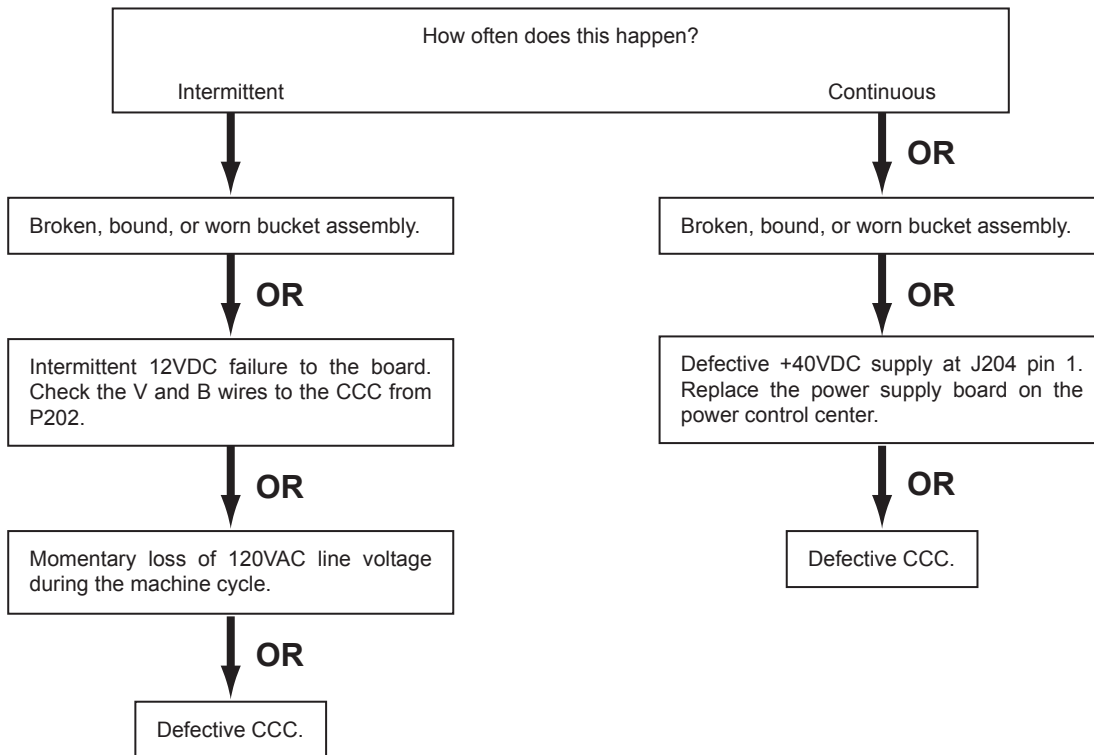 How often does this happen?
Intermittent
Continuous
OR
Broken, bound, or worn bucket assembly.
Broken, bound, or worn bucket assembly.
OR
OR
Intermittent 12VDC failure to the board.
Check the V and B wires to the CCC from
P202.
Defective +40VDC supply at J204 pin 1.
Replace the power supply board on the
power control center.
OR
OR
Momentary loss of 120VAC line voltage
during the machine cycle.
Defective CCC.
OR
Defective CCC.